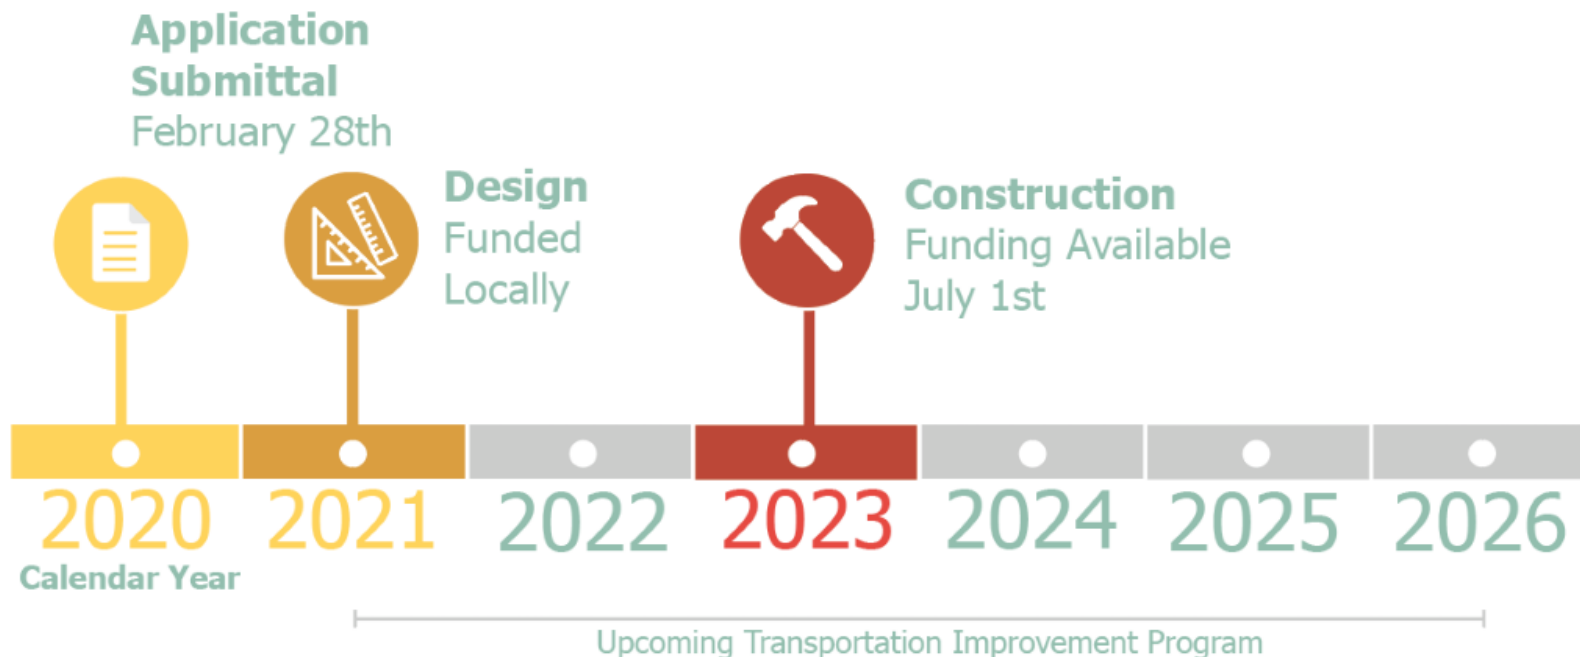 Application
Submittal
February 28th
Design
Funded
Locally
Construction
Funding Available
July 1st
2020
2021
2022
2023
2024
2025
2026
Calendar Year
Upcoming Transportation Improvement Program